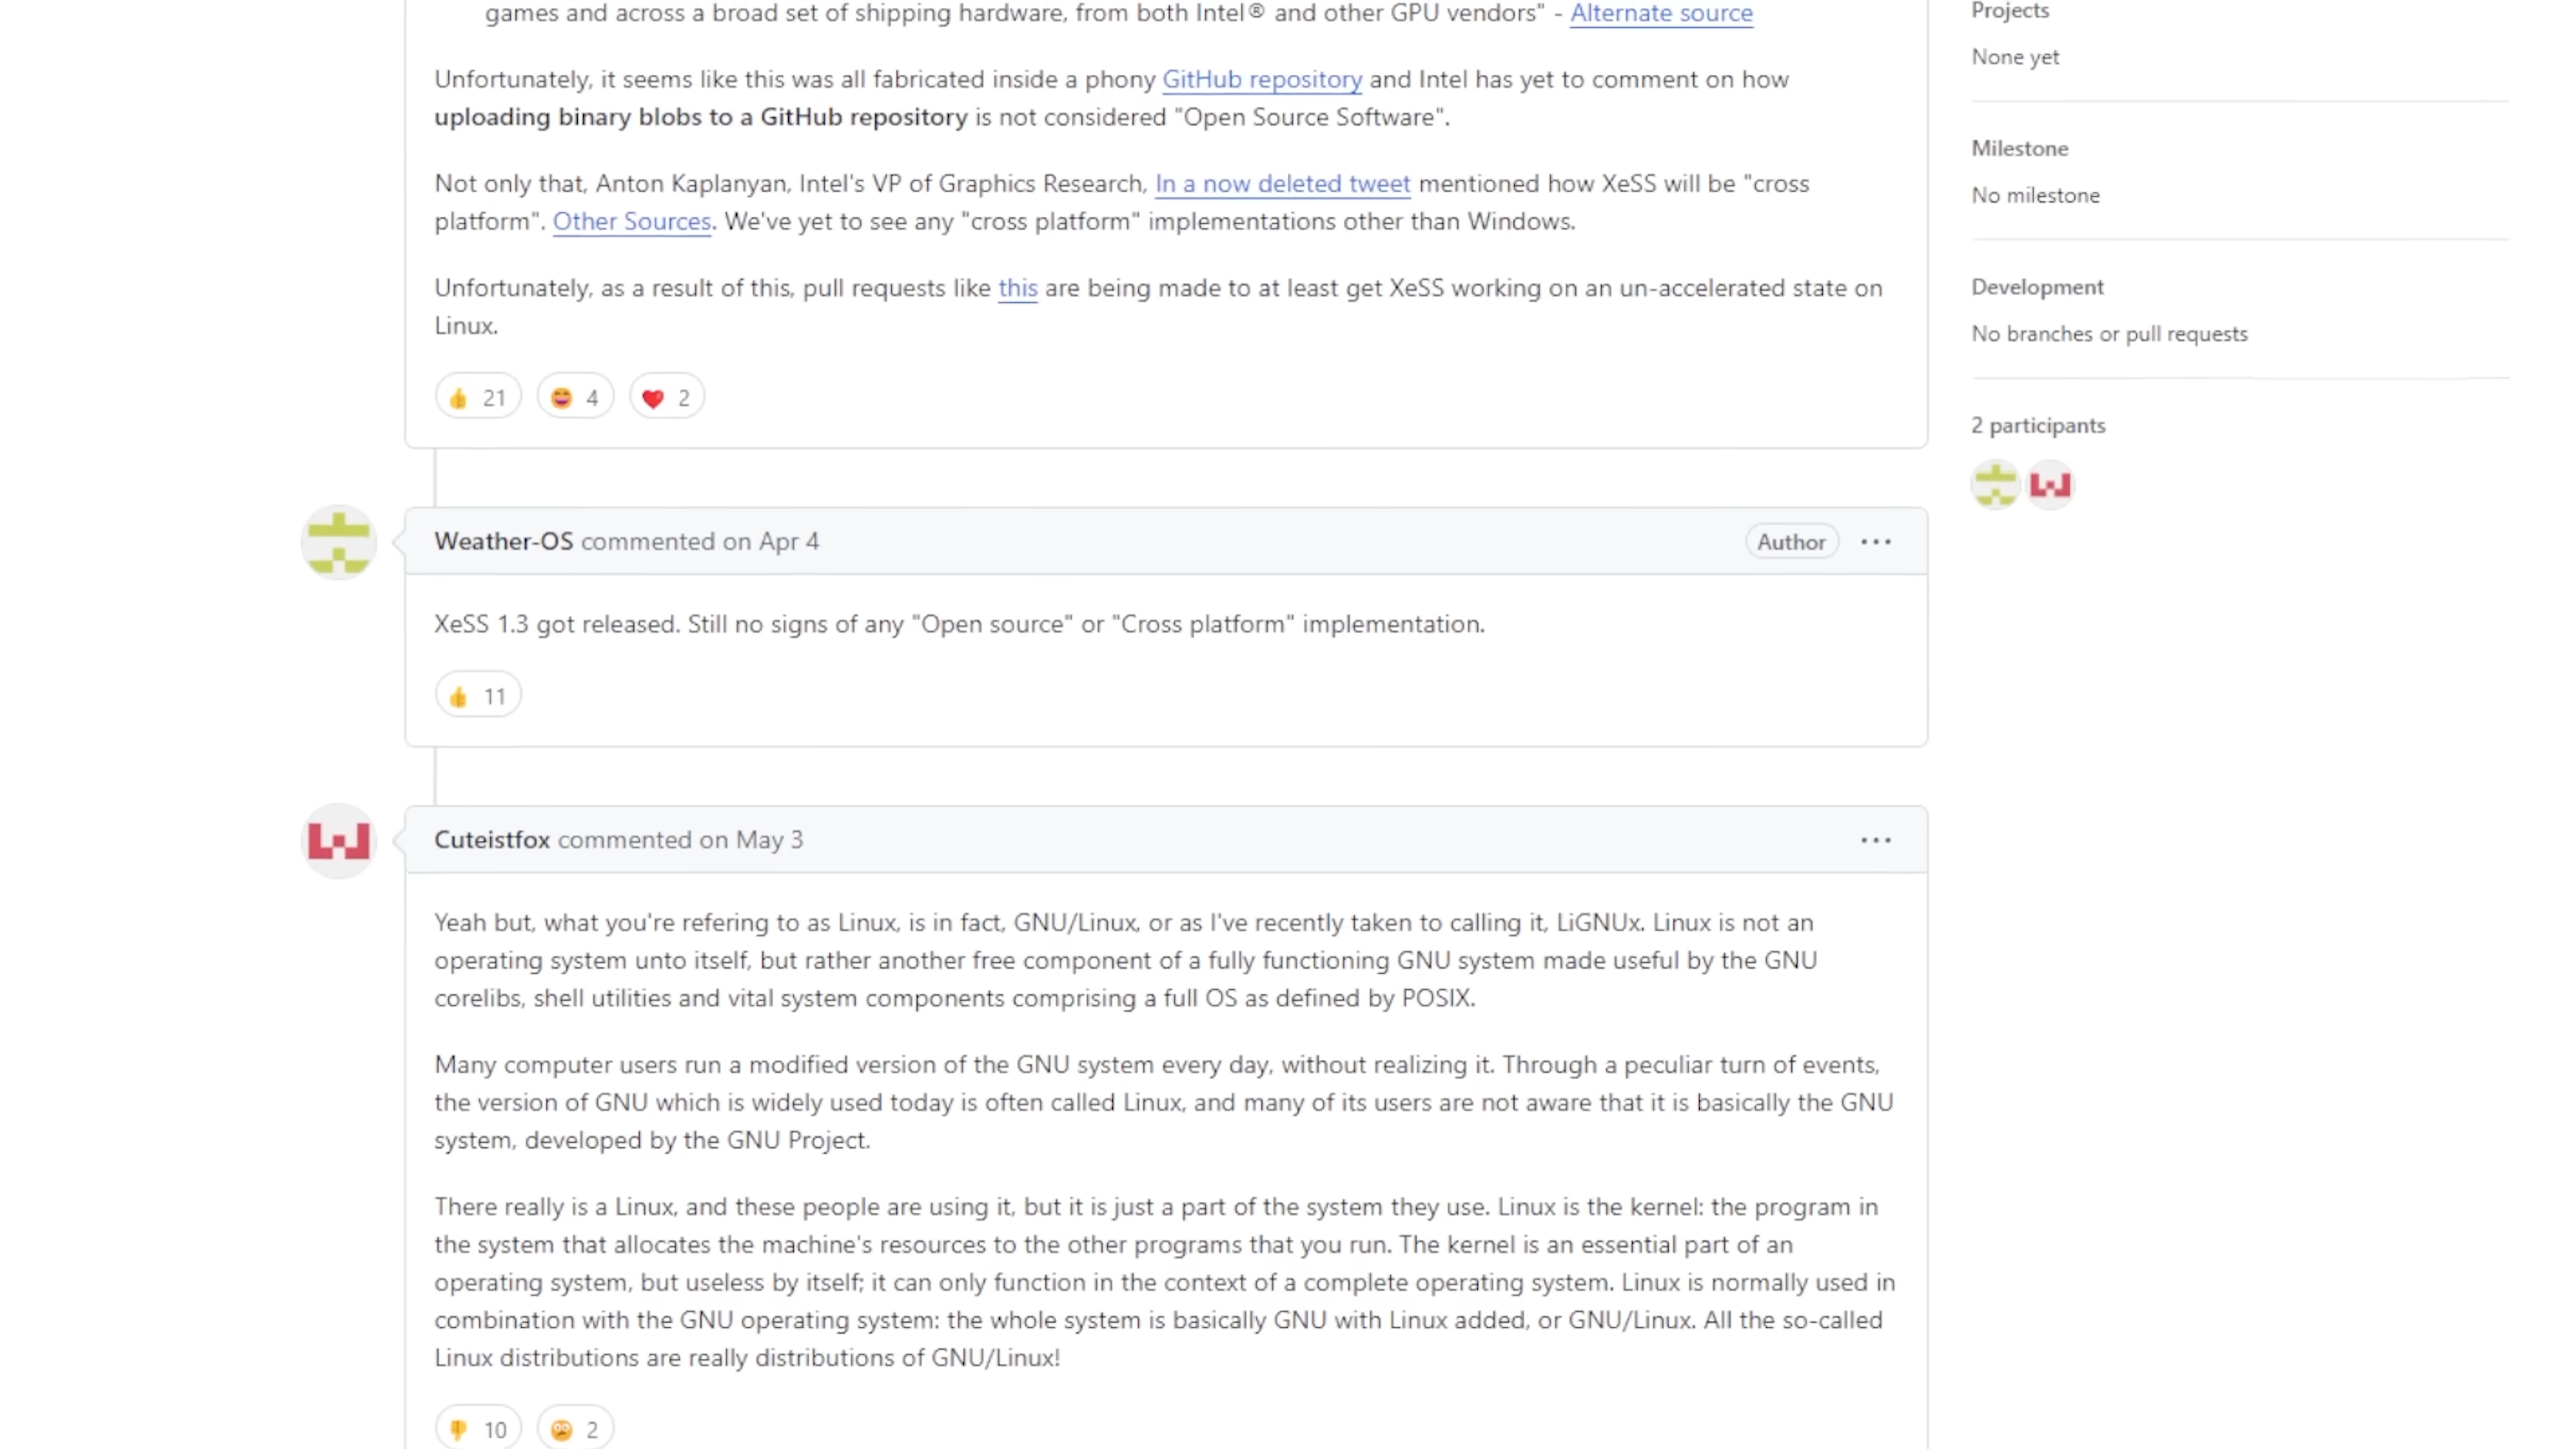 games and across a broad set of shipping hardware, from both Intel® and other GPU vendors" - Alternate source
Unfortunately, it seems like this was all fabricated inside a phony GitHub repository and Intel has yet to comment on how
uploading binary blobs to a GitHub repository is not considered "Open Source Software".
Not only that, Anton Kaplanyan, Intel's VP of Graphics Research, In a now deleted tweet mentioned how XeSS will be "cross
platform". Other Sources. We've yet to see any "cross platform" implementations other than Windows.
Unfortunately, as a result of this, pull requests like this are being made to at least get XeSS working on an un-accelerated state on
Linux.
👍 21 😄 4 ❤️ 2
Weather-OS commented on Apr 4 Author ···
XeSS 1.3 got released. Still no signs of any "Open source" or "Cross platform" implementation.
👍 11
Cuteistfox commented on May 3 ···
Yeah but, what you're refering to as Linux, is in fact, GNU/Linux, or as I've recently taken to calling it, LiGNUx. Linux is not an
operating system unto itself, but rather another free component of a fully functioning GNU system made useful by the GNU
corelibs, shell utilities and vital system components comprising a full OS as defined by POSIX.
Many computer users run a modified version of the GNU system every day, without realizing it. Through a peculiar turn of events,
the version of GNU which is widely used today is often called Linux, and many of its users are not aware that it is basically the GNU
system, developed by the GNU Project.
There really is a Linux, and these people are using it, but it is just a part of the system they use. Linux is the kernel: the program in
the system that allocates the machine's resources to the other programs that you run. The kernel is an essential part of an
operating system, but useless by itself; it can only function in the context of a complete operating system. Linux is normally used in
combination with the GNU operating system: the whole system is basically GNU with Linux added, or GNU/Linux. All the so-called
Linux distributions are really distributions of GNU/Linux!
👎 10 😕 2
Projects
None yet
Milestone
No milestone
Development
No branches or pull requests
2 participants